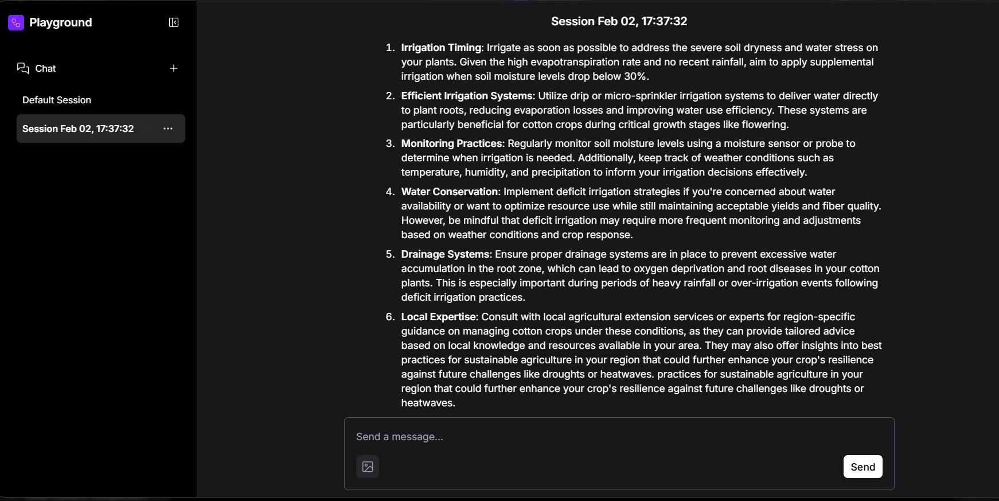 Playground
Chat
Default Session
Session Feb 02, 17:37:32
Session Feb 02, 17:37:32
1. Irrigation Timing: Irrigate as soon as possible to address the severe soil dryness and water stress on
your plants. Given the high evapotranspiration rate and no recent rainfall, aim to apply supplemental
irrigation when soil moisture levels drop below 30%.
2. Efficient Irrigation Systems: Utilize drip or micro-sprinkler irrigation systems to deliver water directly
to plant roots, reducing evaporation losses and improving water use efficiency. These systems are
particularly beneficial for cotton crops during critical growth stages like flowering.
3. Monitoring Practices: Regularly monitor soil moisture levels using a moisture sensor or probe to
determine when irrigation is needed. Additionally, keep track of weather conditions such as
temperature, humidity, and precipitation to inform your irrigation decisions effectively.
4. Water Conservation: Implement deficit irrigation strategies if you're concerned about water
availability or want to optimize resource use while still maintaining acceptable yields and fiber quality.
However, be mindful that deficit irrigation may require more frequent monitoring and adjustments
based on weather conditions and crop response.
5. Drainage Systems: Ensure proper drainage systems are in place to prevent excessive water
accumulation in the root zone, which can lead to oxygen deprivation and root diseases in your cotton
plants. This is especially important during periods of heavy rainfall or over-irrigation events following
deficit irrigation practices.
6. Local Expertise: Consult with local agricultural extension services or experts for region-specific
guidance on managing cotton crops under these conditions, as they can provide tailored advice
based on local knowledge and resources available in your area. They may also offer insights into best
practices for sustainable agriculture in your region that could further enhance your crop's resilience
against future challenges like droughts or heatwaves. practices for sustainable agriculture in your
region that could further enhance your crop's resilience against future challenges like droughts or
heatwaves.
Send a message...
Send